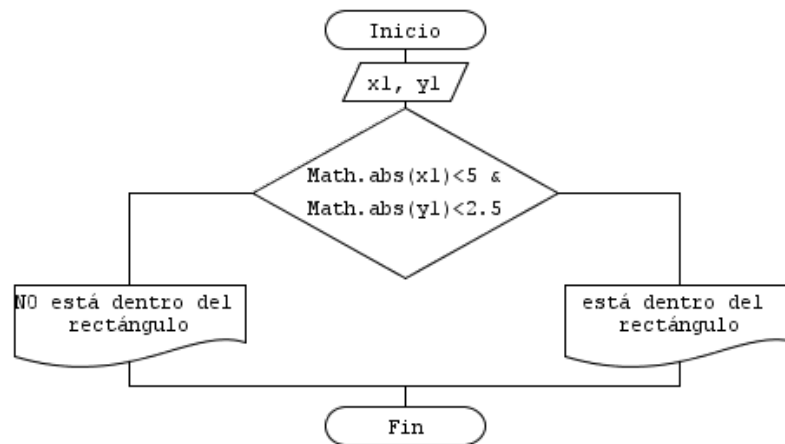 Inicio
x1, y1
Math.abs(x1)<5 &
Math.abs(y1)<2.5
NO está dentro del
rectángulo
está dentro del
rectángulo
Fin